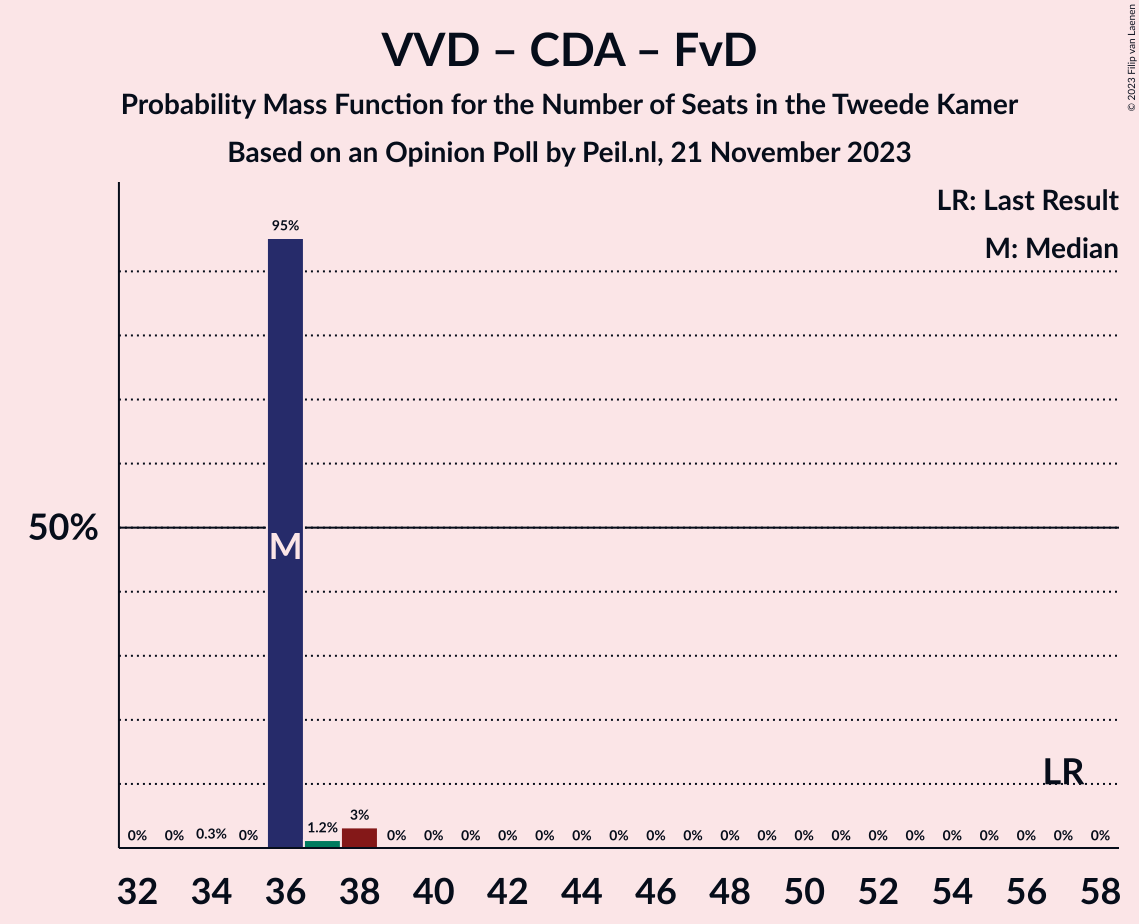 VVD – CDA – FvD
Probability Mass Function for the Number of Seats in the Tweede Kamer
Based on an Opinion Poll by Peil.nl, 21 November 2023
© 2023 Filip van Laenen
LR: Last Result
M: Median
95%
50%
M
LR
0% 0% 0.3% 0% 1.2% 3% 0% 0% 0% 0% 0% 0% 0% 0% 0% 0% 0% 0% 0% 0% 0% 0% 0% 0% 0% 0%
32 34 36 38 40 42 44 46 48 50 52 54 56 58